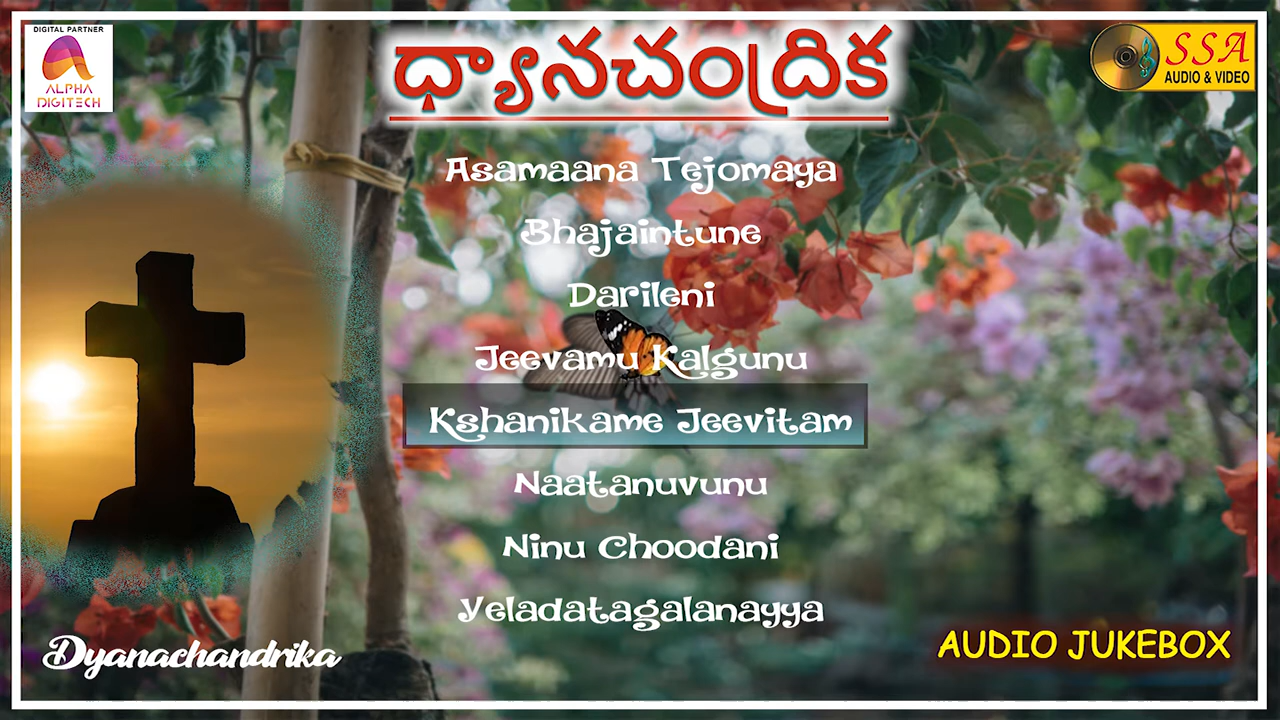 DIGITAL PARTNER
ALPHA
DIGITECH
ధ్యానచంద్రిక
SSA
AUDIO & VIDEO
Asamaana Tejomaya
Bhajaintune
Darileni
Jeevamu Kalgunu
Kshanikame Jeevitam
Naatanuvunu
Ninu Choodani
Yeladatagalanayya
Dyanachandrika
AUDIO JUKEBOX